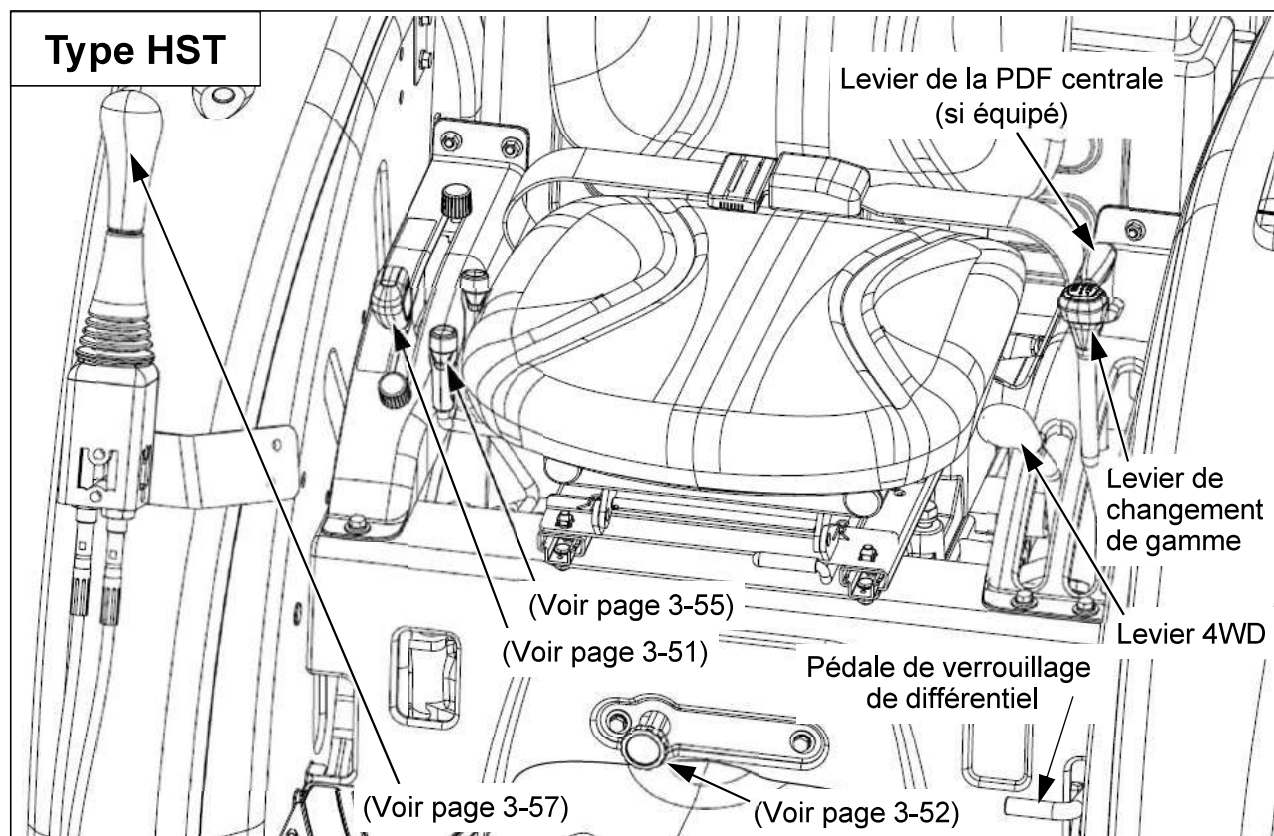 Type HST
Levier de la PDF centrale
(si équipé)
Levier de
changement
de gamme
(Voir page 3-55)
Levier 4WD
(Voir page 3-51)
Pédale de verrouillage
de différentiel
(Voir page 3-57)
(Voir page 3-52)